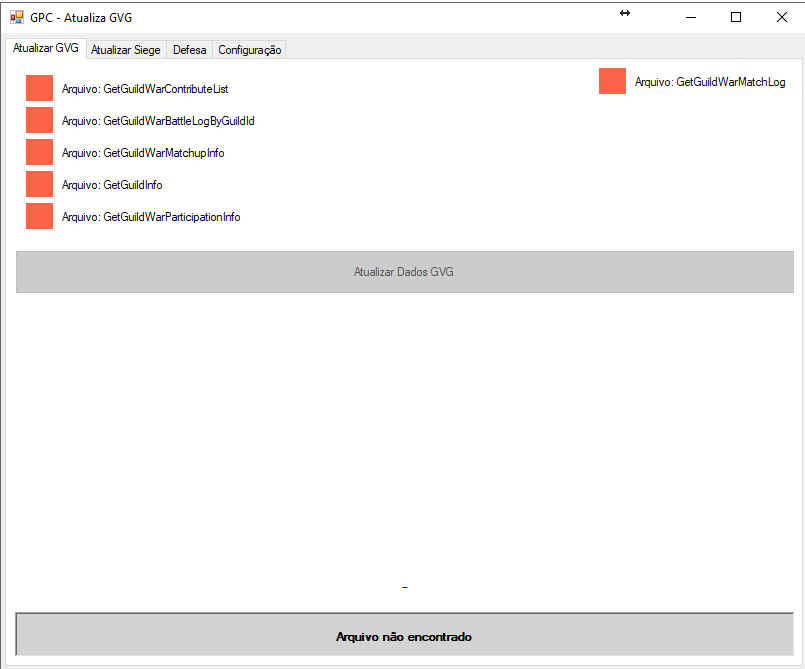 GPC - Atualiza GVG
Atualizar GVG Atualizar Siege Defesa Configuração
Arquivo: GetGuildWarContributeList
Arquivo: GetGuildWarMatchLog
Arquivo: GetGuildWarBattleLogByGuildId
Arquivo: GetGuildWarMatchupInfo
Arquivo: GetGuildInfo
Arquivo: GetGuildWarParticipationInfo
Atualizar Dados GVG
-
Arquivo não encontrado